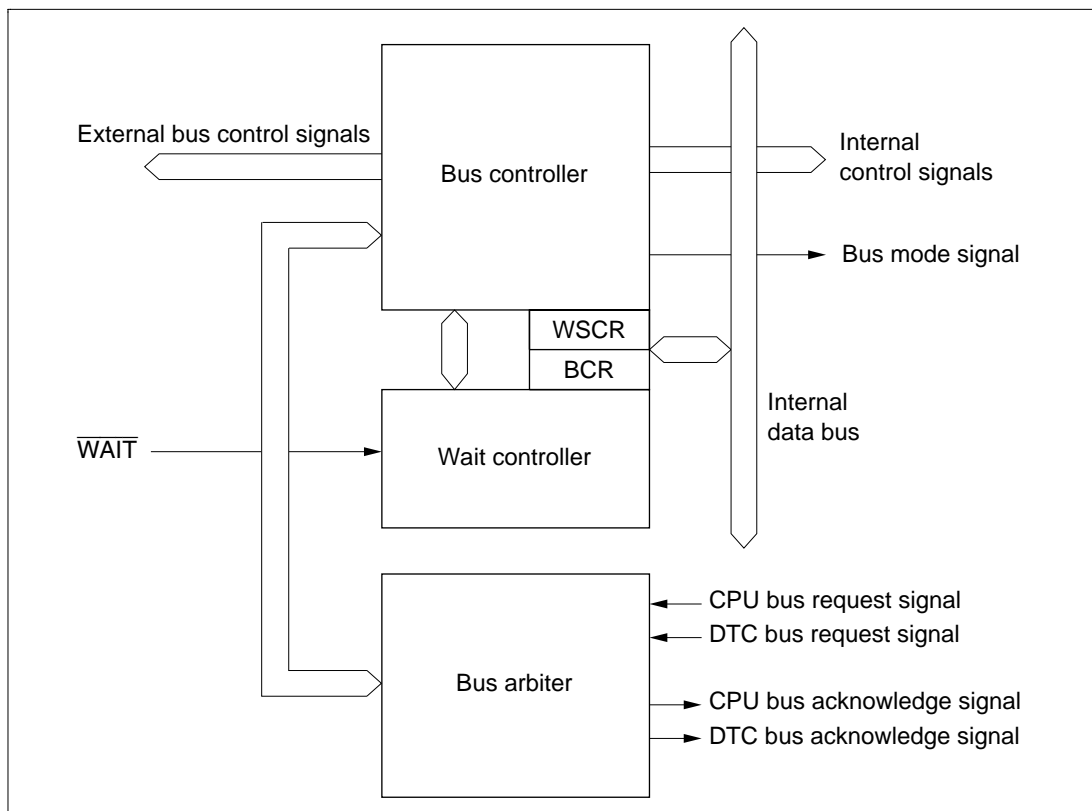 External bus control signals
Bus controller
Internal
control signals
Bus mode signal
WSCR
BCR
Internal
data bus
WAIT
Wait controller
CPU bus request signal
DTC bus request signal
Bus arbiter
CPU bus acknowledge signal
DTC bus acknowledge signal